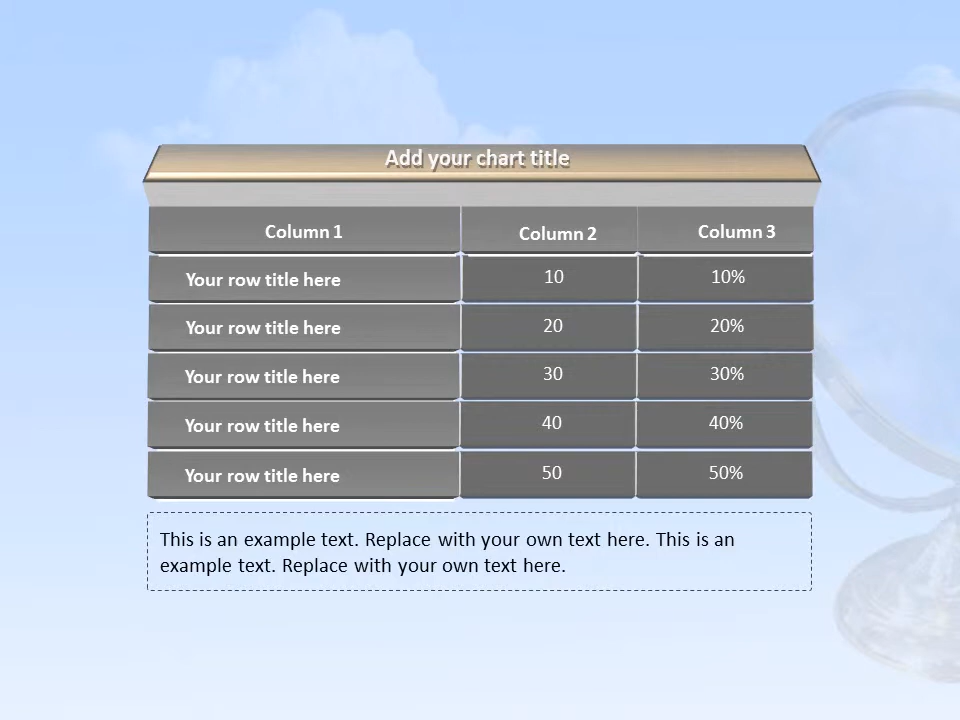 Add your chart title
Column 1 Column 2 Column 3
Your row title here 10 10%
Your row title here 20 20%
Your row title here 30 30%
Your row title here 40 40%
Your row title here 50 50%
This is an example text. Replace with your own text here. This is an
example text. Replace with your own text here.